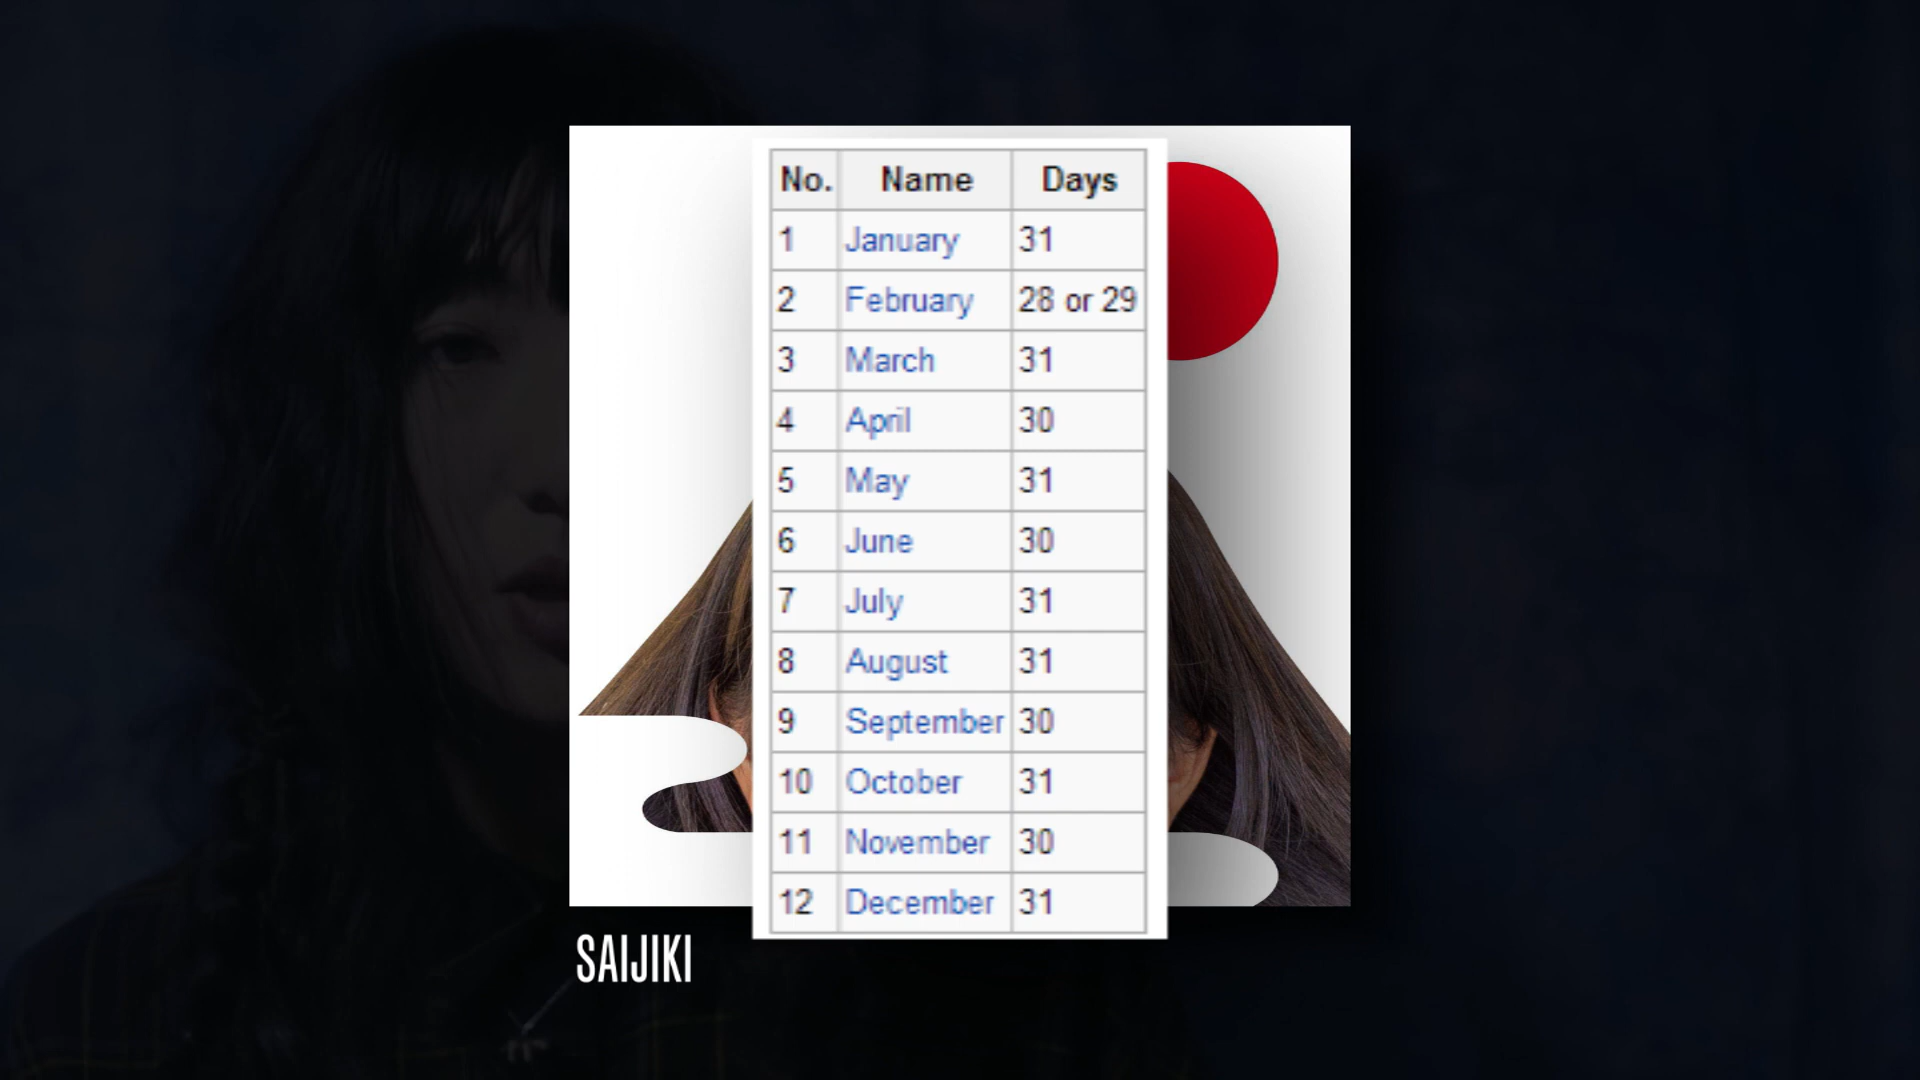 No. Name Days
1 January 31
2 February 28 or 29
3 March 31
4 April 30
5 May 31
6 June 30
7 July 31
8 August 31
9 September 30
10 October 31
11 November 30
12 December 31
SAIJIKI